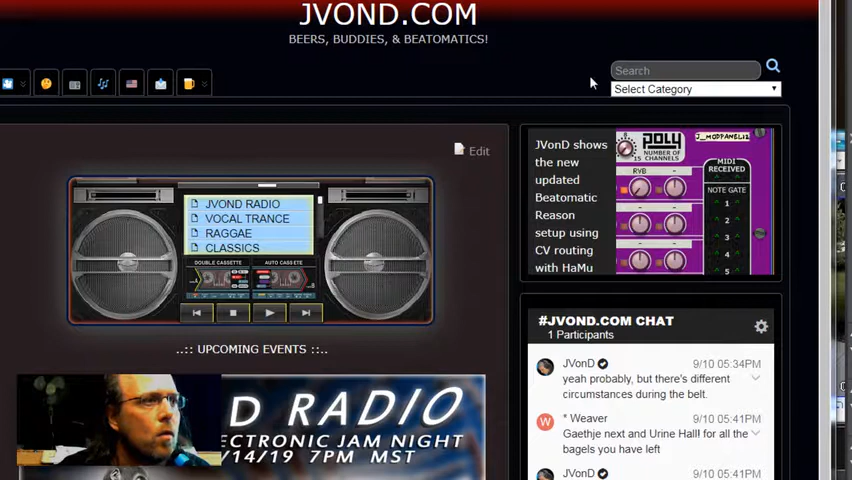 JVOND.COM
BEERS, BUDDIES, & BEATOMATICS!
Search
Select Category
Edit
JVOND RADIO
VOCAL TRANCE
RAGGAE
CLASSICS
DOUBLE CASSETTE
AUTO CASSETE
..:: UPCOMING EVENTS ::..
D RADIO
ECTRONIC JAM NIGHT
/14/19 7PM MST
JVonD shows
the new
updated
Beatomatic
Reason
setup using
CV routing
with HaMu
POLY
NUMBER OF
15 CHANNELS
J_MODPANEL12
MIDI
RECEIVED
NOTE GATE
1
2
3
4
5
#JVOND.COM CHAT
1 Participants
JVonD 9/10 05:34PM
yeah probably, but there's different
circumstances during the belt.
W
* Weaver 9/10 05:41PM
Gaethje next and Urine Halll for all the
bagels you have left
JVonD 9/10 05:41PM